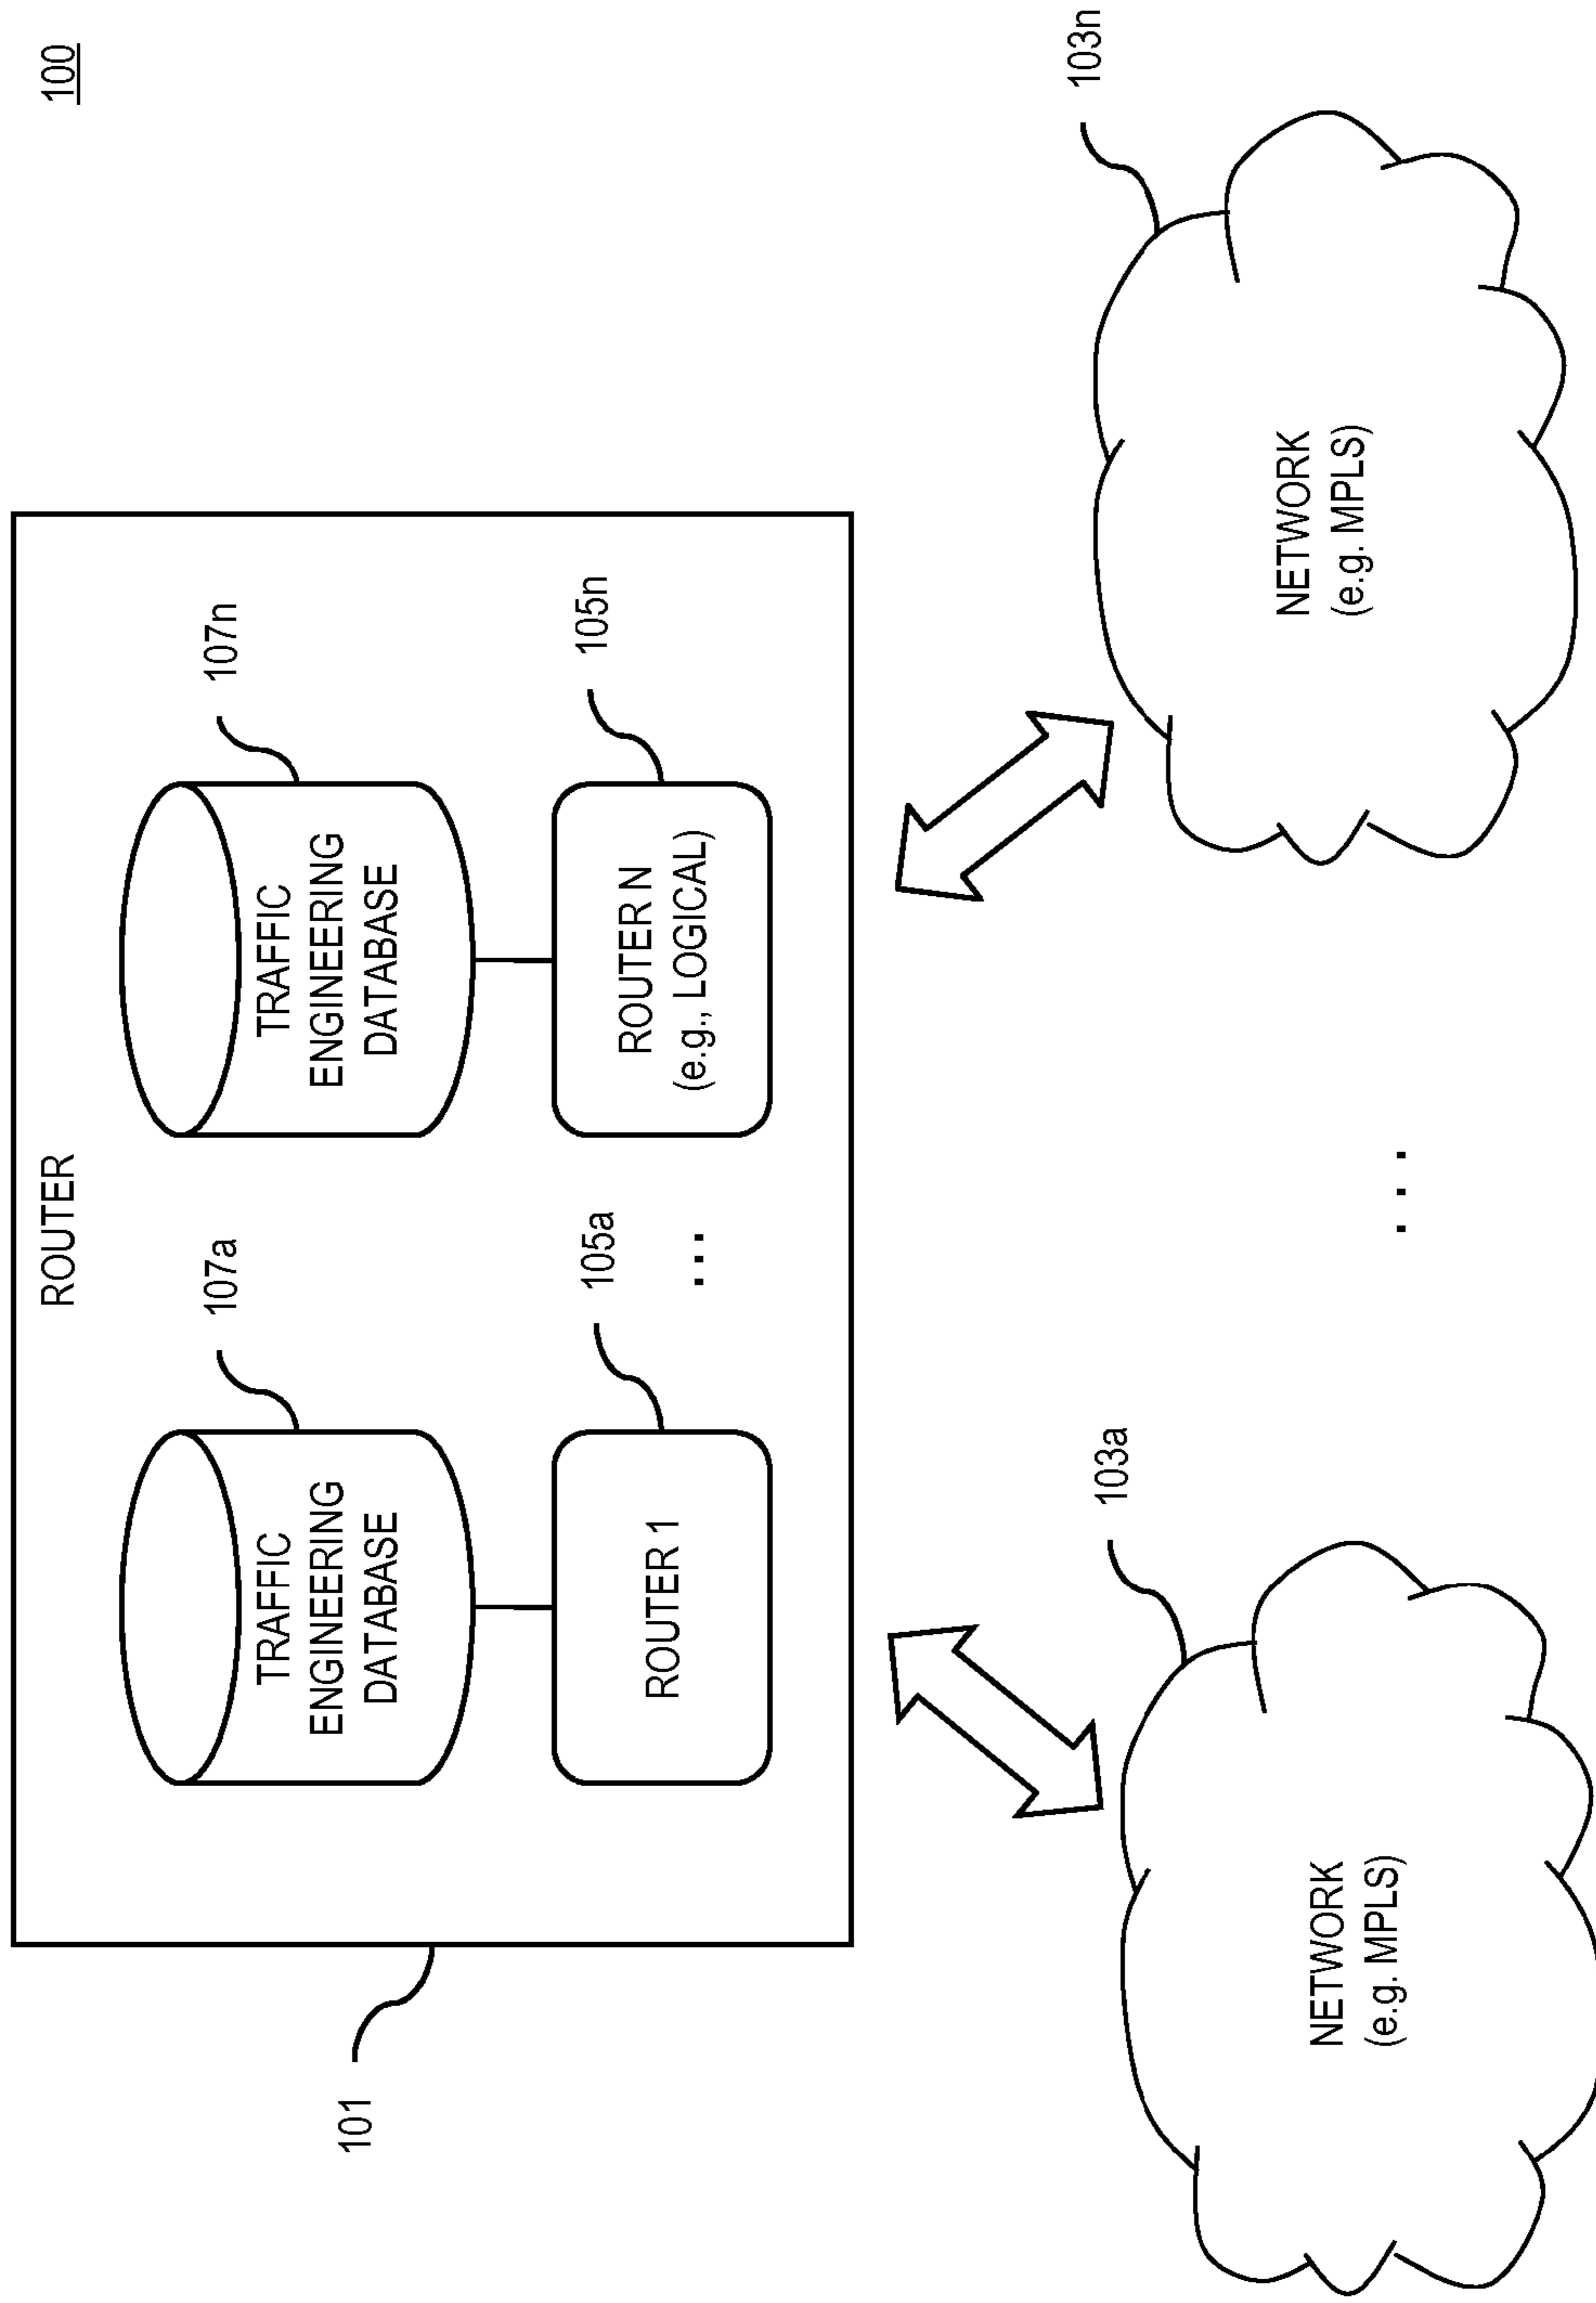 100
ROUTER
107a
107n
TRAFFIC
ENGINEERING
DATABASE
TRAFFIC
ENGINEERING
DATABASE
105a
105n
ROUTER 1
...
ROUTER N
(e.g., LOGICAL)
101
103a
103n
NETWORK
(e.g. MPLS)
...
NETWORK
(e.g. MPLS)